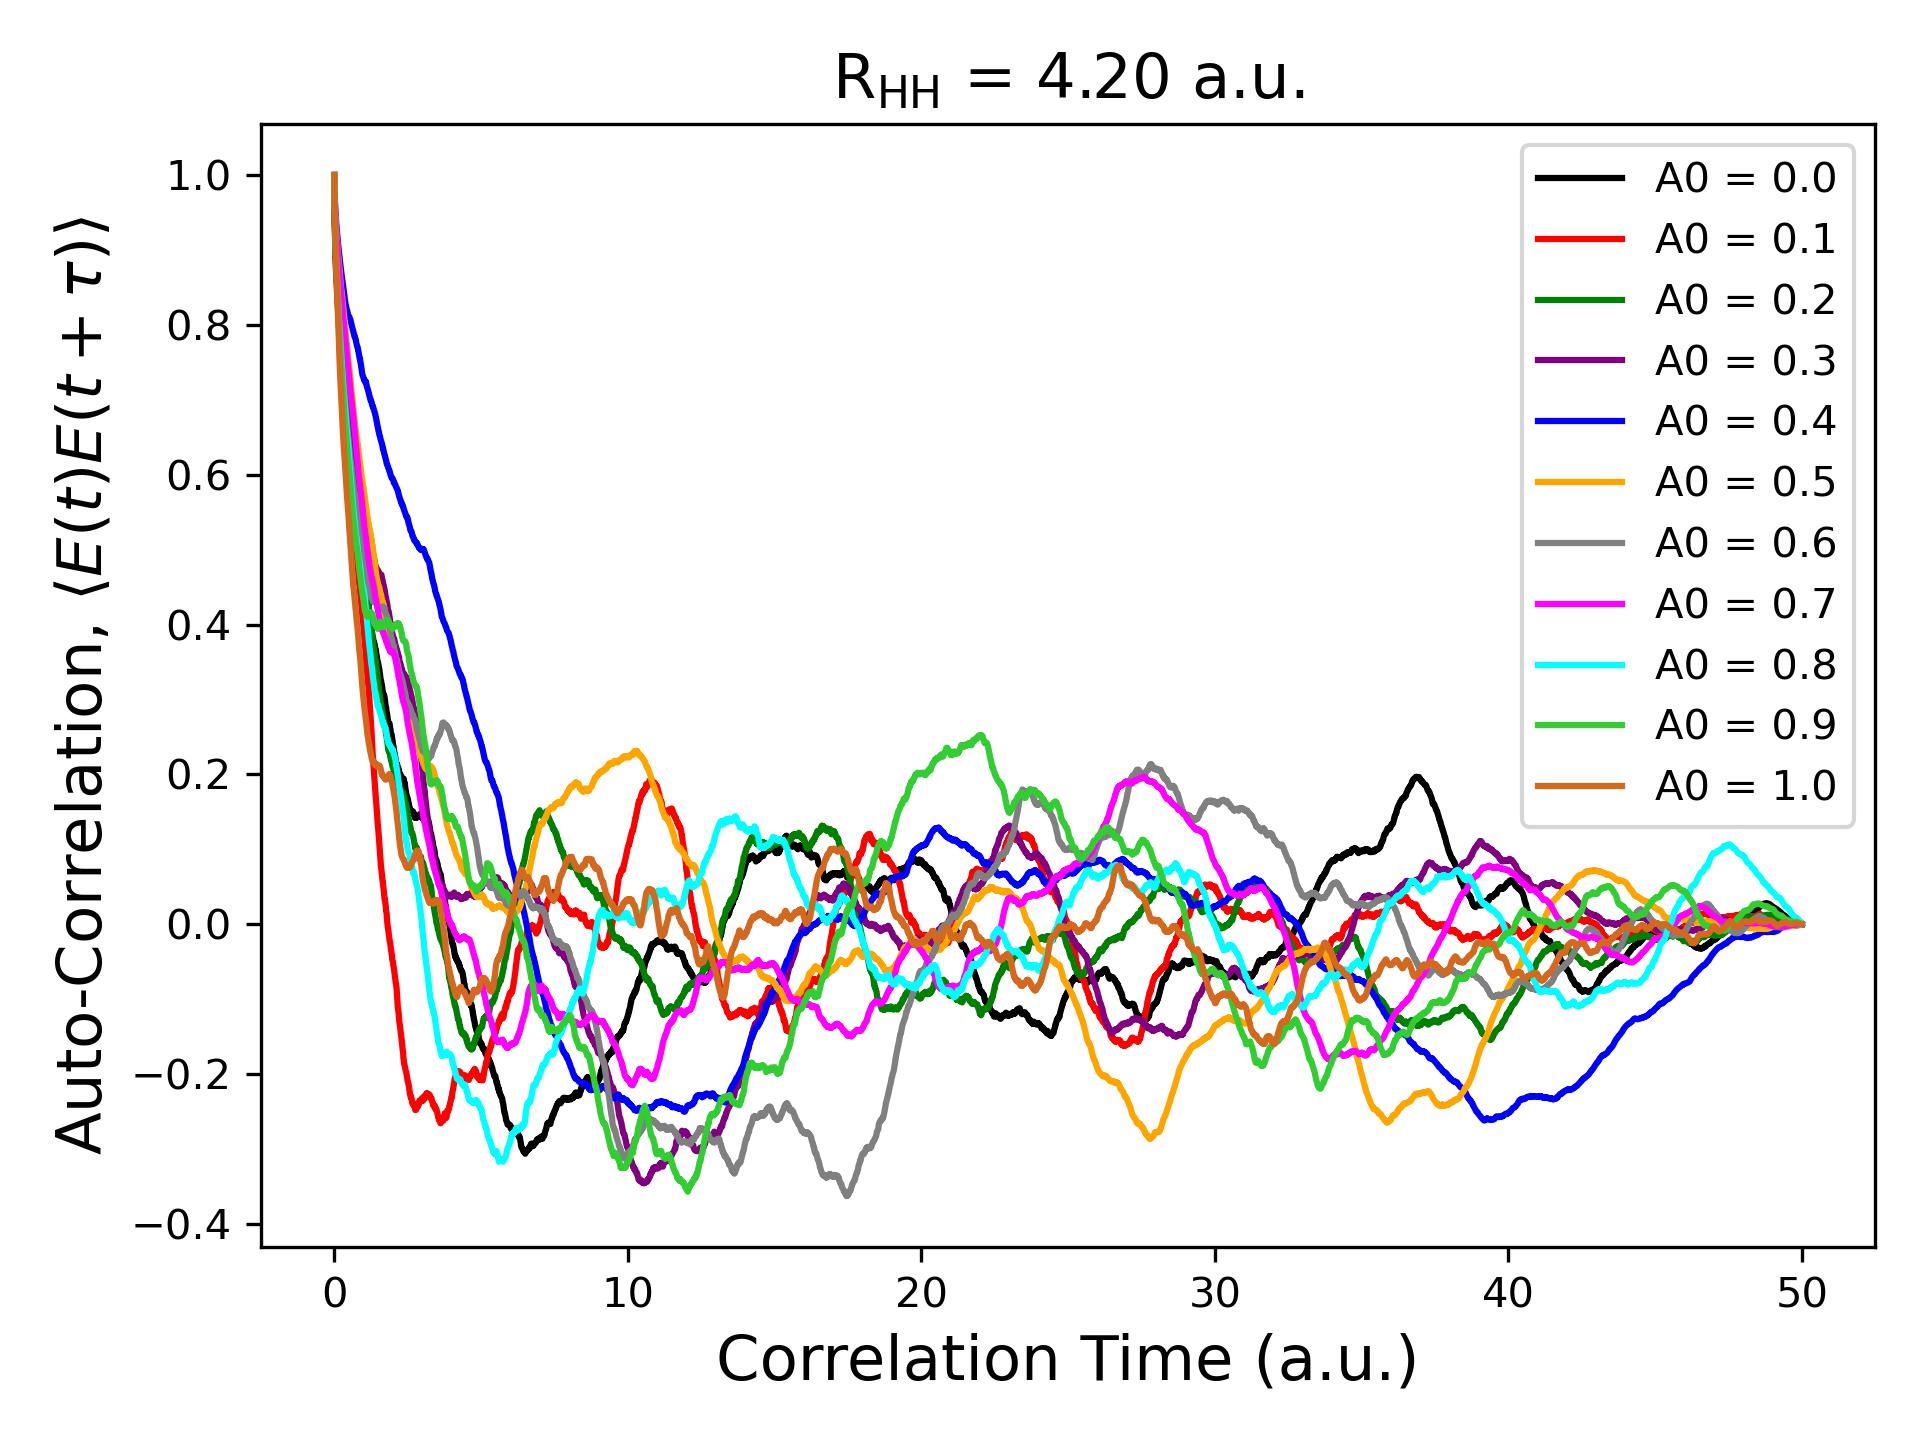 R_HH = 4.20 a.u.
Auto-Correlation, ⟨E(t)E(t + τ)⟩
1.0
0.8
0.6
0.4
0.2
0.0
−0.2
−0.4
A0 = 0.0
A0 = 0.1
A0 = 0.2
A0 = 0.3
A0 = 0.4
A0 = 0.5
A0 = 0.6
A0 = 0.7
A0 = 0.8
A0 = 0.9
A0 = 1.0
0 10 20 30 40 50
Correlation Time (a.u.)